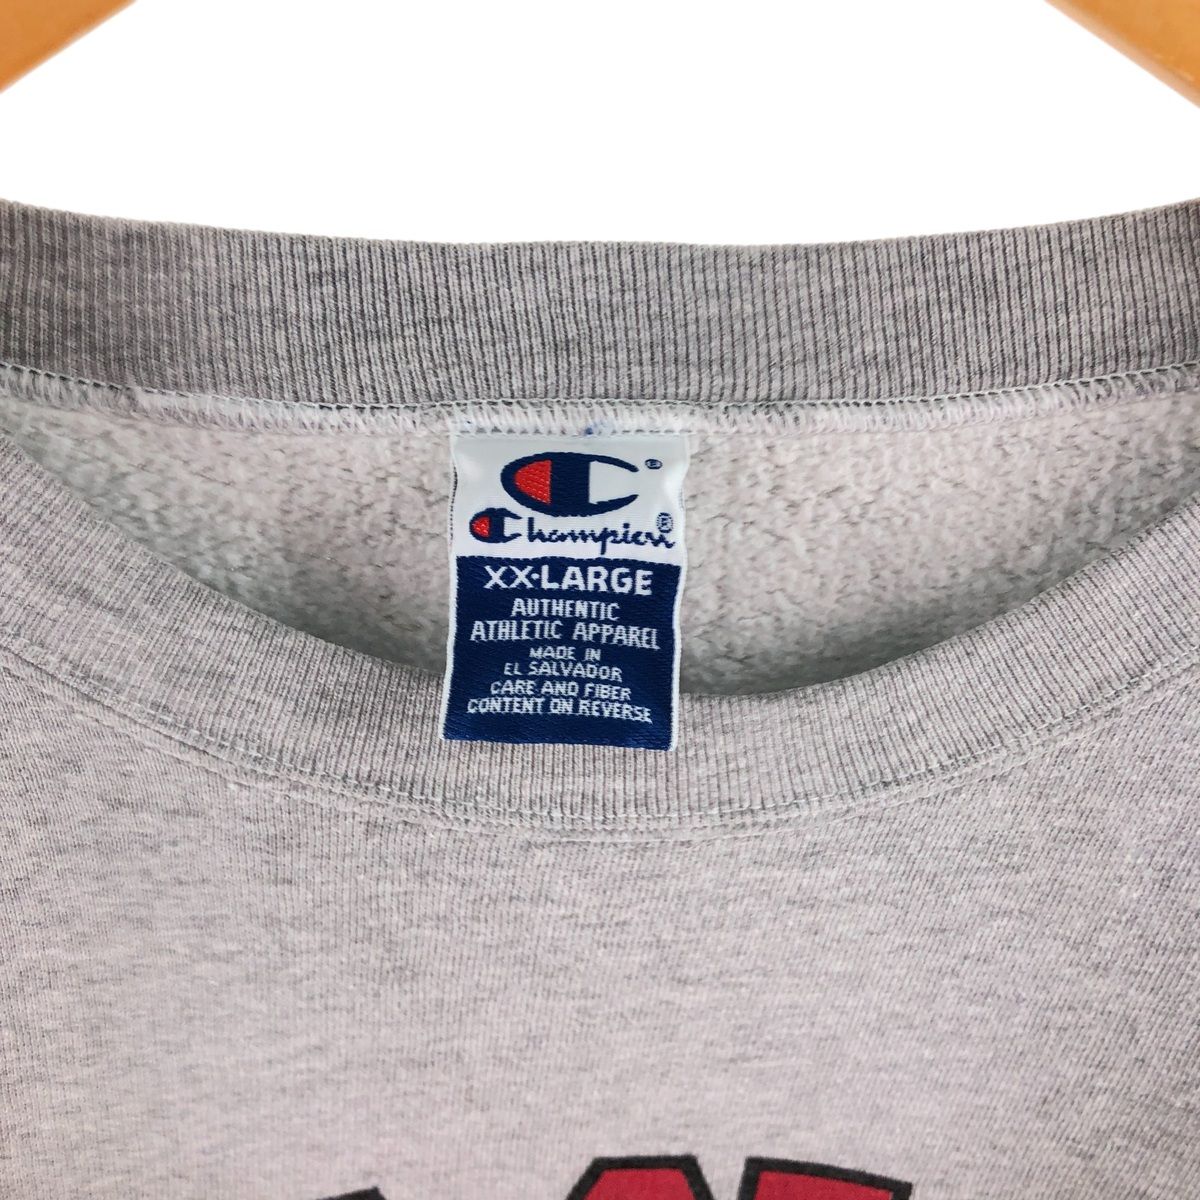 Champion®
XX-LARGE
AUTHENTIC
ATHLETIC APPAREL
MADE IN
EL SALVADOR
CARE AND FIBER
CONTENT ON REVERSE